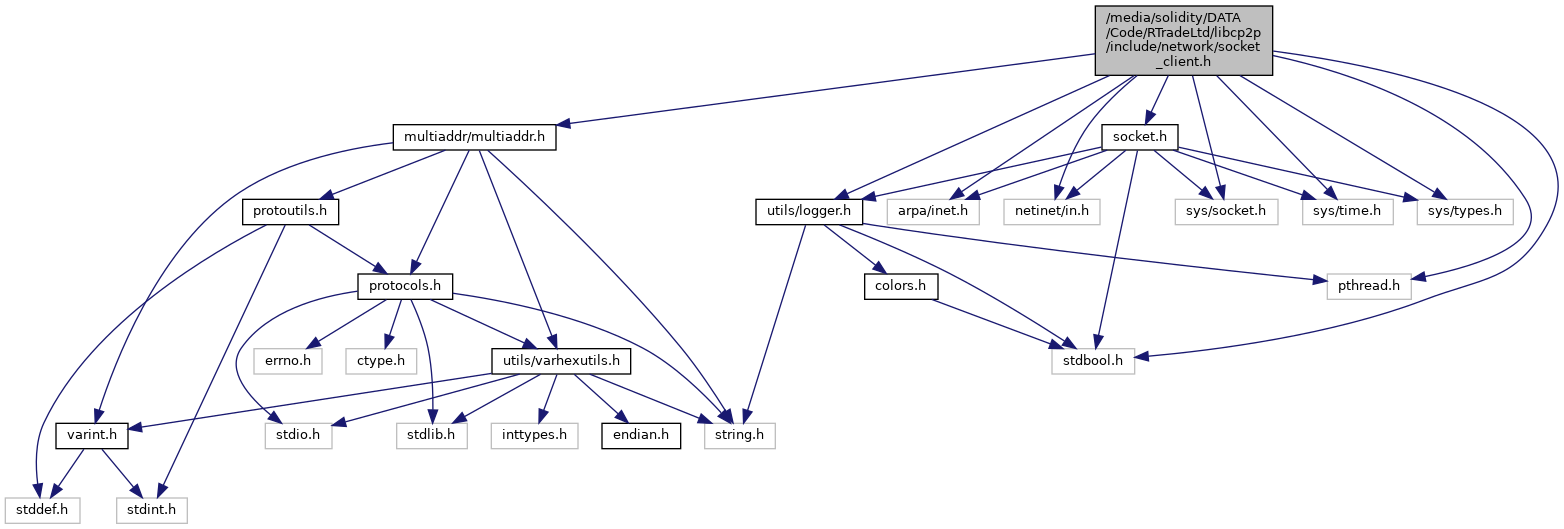 /media/solidity/DATA
/Code/RTradeLtd/libcp2p
/include/network/socket
_client.h
multiaddr/multiaddr.h
socket.h
protoutils.h
utils/logger.h
arpa/inet.h
netinet/in.h
sys/socket.h
sys/time.h
sys/types.h
protocols.h
colors.h
pthread.h
errno.h
ctype.h
utils/varhexutils.h
stdbool.h
varint.h
stdio.h
stdlib.h
inttypes.h
endian.h
string.h
stddef.h
stdint.h